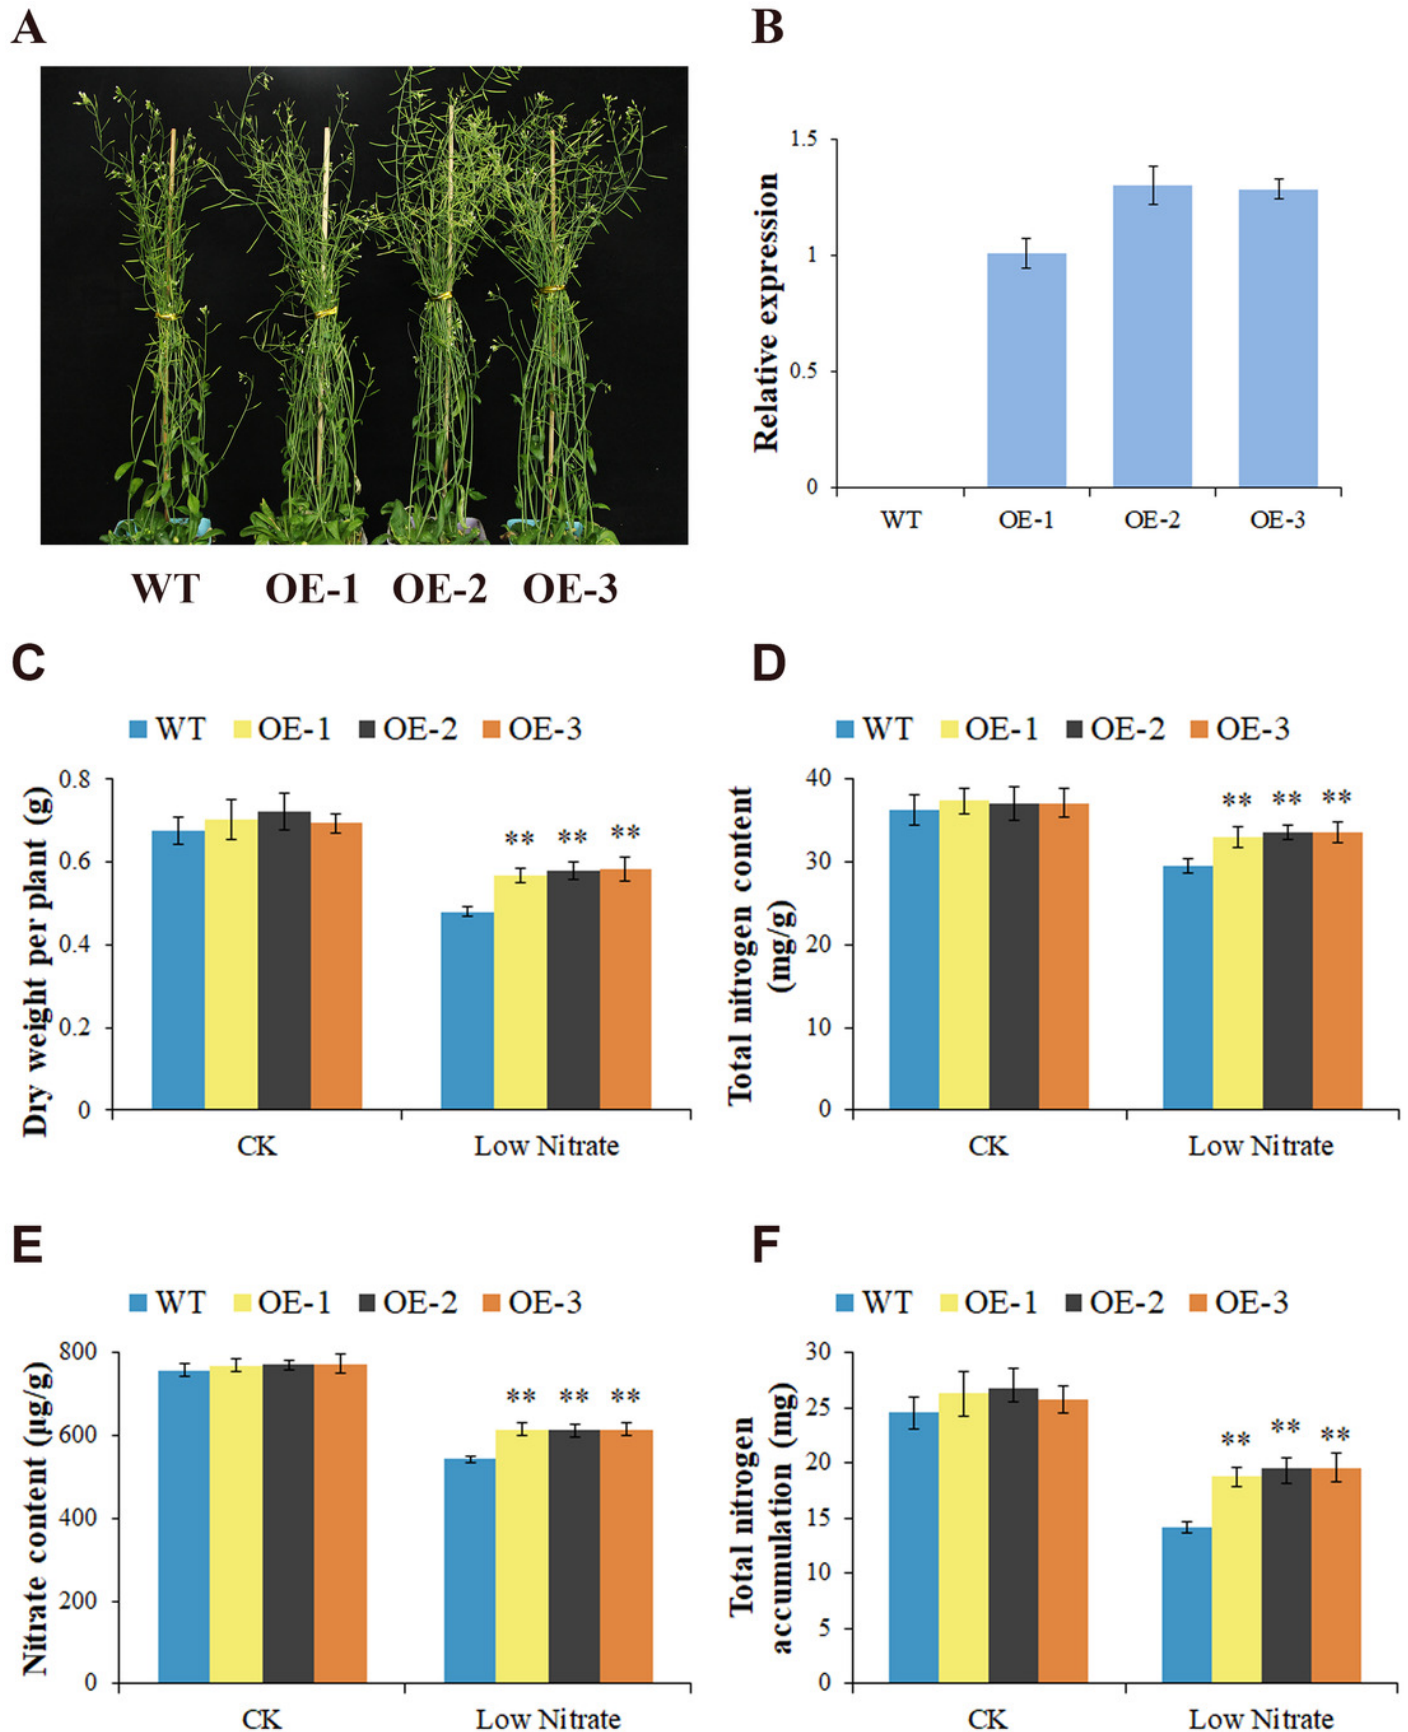 A
WT OE-1 OE-2 OE-3
B
Relative expression
1.5
1
0.5
0
WT OE-1 OE-2 OE-3
C
WT OE-1 OE-2 OE-3
Dry weight per plant (g)
0.8
0.6
0.4
0.2
0
** ** **
CK Low Nitrate
D
WT OE-1 OE-2 OE-3
Total nitrogen content
(mg/g)
40
30
20
10
0
** ** **
CK Low Nitrate
E
WT OE-1 OE-2 OE-3
Nitrate content (µg/g)
800
600
400
200
0
** ** **
CK Low Nitrate
F
WT OE-1 OE-2 OE-3
Total nitrogen
accumulation (mg)
30
25
20
15
10
5
0
** ** **
CK Low Nitrate